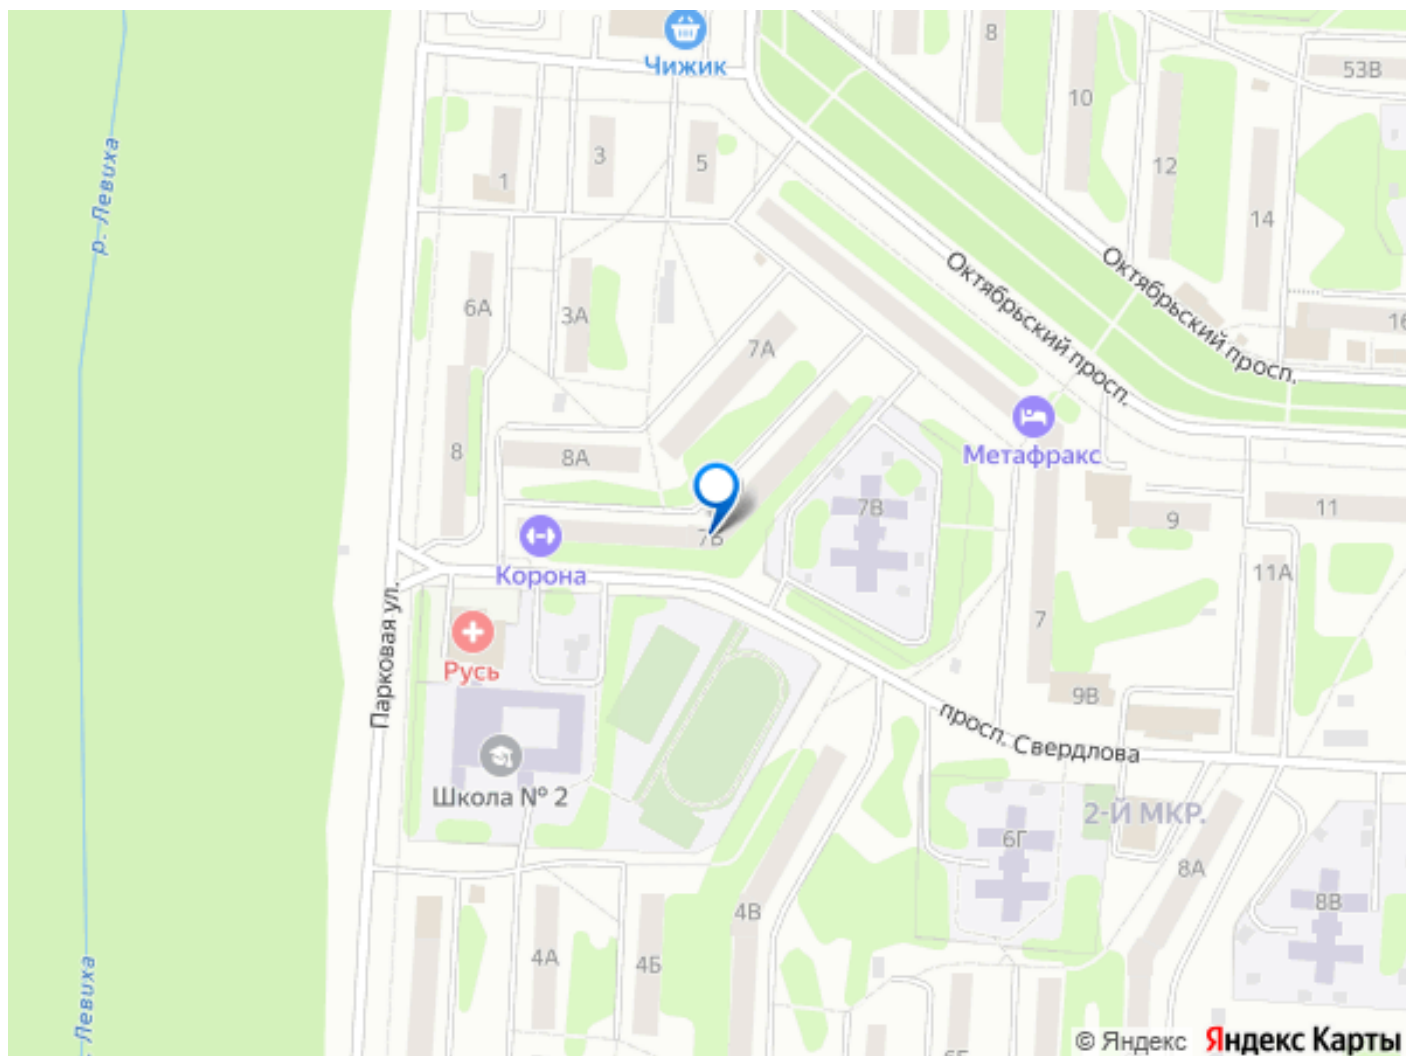 8
53В
Чижик
10
р. Левиха
3
5
12
1
14
Октябрьский просп.
Октябрьский просп.
6А
3А
16
7А
8
8А
Метафракс
7В
11
9
7Б
Корона
11А
Парковая ул.
7
Русь
9В
просп. Свердлова
Школа № 2
2-Й МКР.
6Г
8А
8В
4В
4А
4Б
Левиха
© Яндекс Яндекс Карты